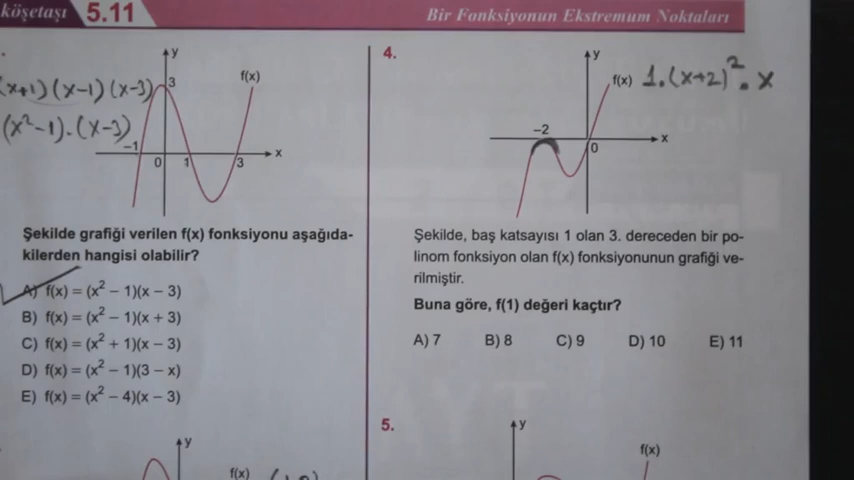 köşetaşı 5.11
Bir Fonksiyonun Ekstremum Noktaları
y
3
f(x)
(x+1)(x-1)(x-3)
(x²-1).(x-3)
-1
0
1
3
x
Şekilde grafiği verilen f(x) fonksiyonu aşağıda-
kilerden hangisi olabilir?
A) f(x) = (x² – 1)(x – 3)
B) f(x) = (x² – 1)(x + 3)
C) f(x) = (x² + 1)(x – 3)
D) f(x) = (x² – 1)(3 – x)
E) f(x) = (x² – 4)(x – 3)
y
f(x)
4.
y
f(x)
1.(x+2)².x
–2
0
x
Şekilde, baş katsayısı 1 olan 3. dereceden bir po-
linom fonksiyon olan f(x) fonksiyonunun grafiği ve-
rilmiştir.
Buna göre, f(1) değeri kaçtır?
A) 7 B) 8 C) 9 D) 10 E) 11
5.
y
f(x)